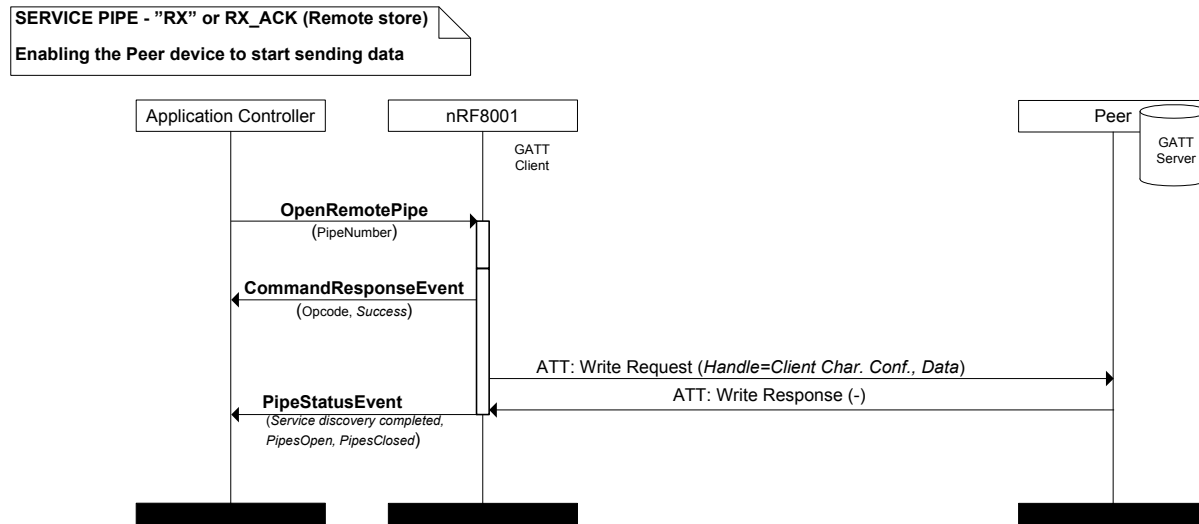 SERVICE PIPE - ”RX” or RX_ACK (Remote store)
Enabling the Peer device to start sending data
Application Controller
nRF8001
Peer
GATT
Client
GATT
Server
OpenRemotePipe
(PipeNumber)
CommandResponseEvent
(Opcode, Success)
ATT: Write Request (Handle=Client Char. Conf., Data)
ATT: Write Response (-)
PipeStatusEvent
(Service discovery completed,
PipesOpen, PipesClosed)